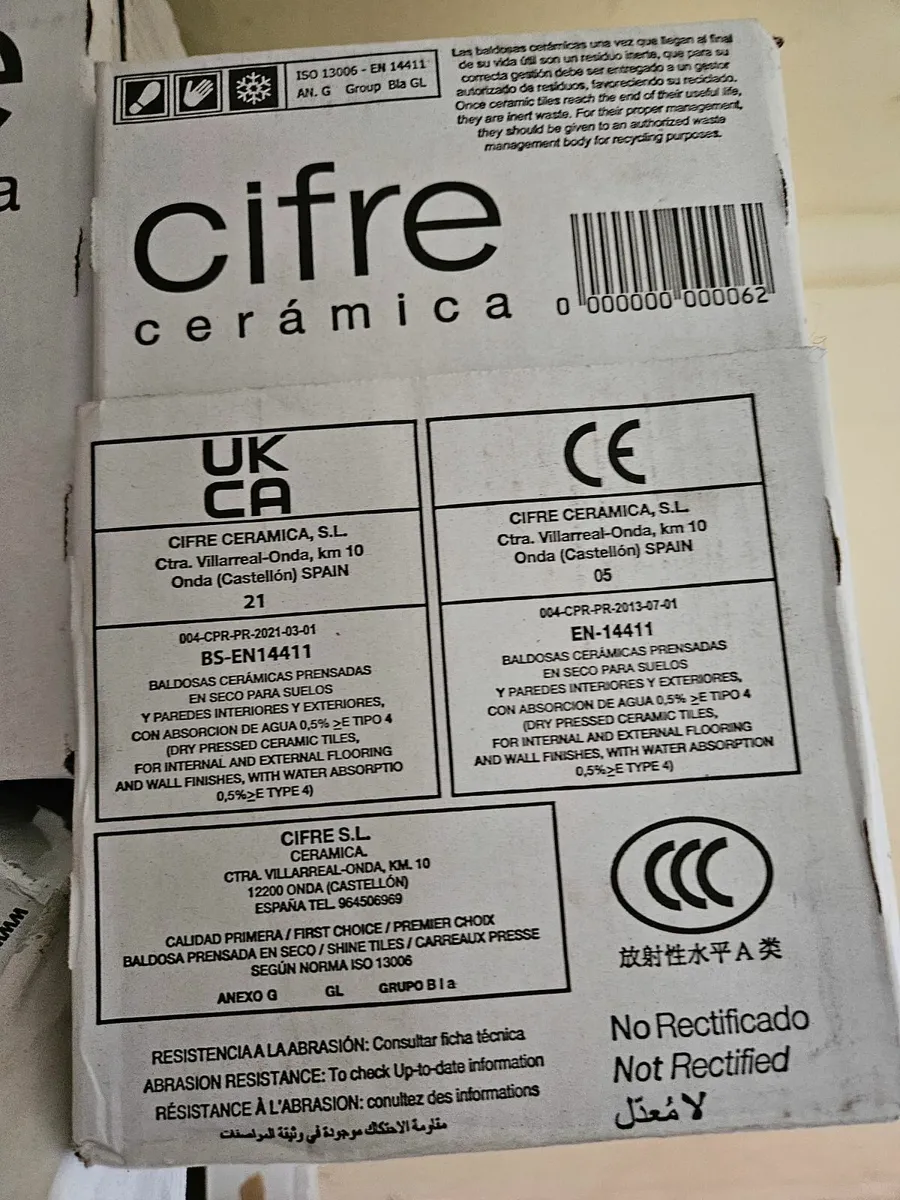 ISO 13006 - EN 14411
AN. G Group BIa GL
Las baldosas cerámicas una vez que llegan al final
de su vida útil son un residuo inerte, que para su
correcta gestión debe ser entregado a un gestor
autorizado de residuos, favoreciendo su reciclado.
Once ceramic tiles reach the end of their useful life,
they are inert waste. For their proper management,
they should be given to an authorized waste
management body for recycling purposes.
cifre
cerámica
0 000000 000062
UK
CA
CIFRE CERAMICA, S.L.
Ctra. Villarreal-Onda, km 10
Onda (Castellón) SPAIN
21
004-CPR-PR-2021-03-01
BS-EN14411
BALDOSAS CERÁMICAS PRENSADAS
EN SECO PARA SUELOS
Y PAREDES INTERIORES Y EXTERIORES,
CON ABSORCION DE AGUA 0,5% ≥E TIPO 4
(DRY PRESSED CERAMIC TILES,
FOR INTERNAL AND EXTERNAL FLOORING
AND WALL FINISHES, WITH WATER ABSORPTIO
0,5%≥E TYPE 4)
CE
CIFRE CERAMICA, S.L.
Ctra. Villarreal-Onda, km 10
Onda (Castellón) SPAIN
05
004-CPR-PR-2013-07-01
EN-14411
BALDOSAS CERÁMICAS PRENSADAS
EN SECO PARA SUELOS
Y PAREDES INTERIORES Y EXTERIORES,
CON ABSORCION DE AGUA 0,5% ≥E TIPO 4
(DRY PRESSED CERAMIC TILES,
FOR INTERNAL AND EXTERNAL FLOORING
AND WALL FINISHES, WITH WATER ABSORPTION
0,5%≥E TYPE 4)
CIFRE S.L.
CERAMICA.
CTRA. VILLARREAL-ONDA, KM. 10
12200 ONDA (CASTELLÓN)
ESPAÑA TEL. 964506969
CALIDAD PRIMERA / FIRST CHOICE / PREMIER CHOIX
BALDOSA PRENSADA EN SECO / SHINE TILES / CARREAUX PRESSE
SEGÚN NORMA ISO 13006
ANEXO G GL GRUPO B I a
CCC
放射性水平 A 类
RESISTENCIA A LA ABRASIÓN: Consultar ficha técnica
ABRASION RESISTANCE: To check Up-to-date information
RÉSISTANCE À L'ABRASION: conultez des informations
مقاومة الاحتكاك موجودة في وثيقة المواصفات
No Rectificado
Not Rectified
لا مُعدّل
e
a
www